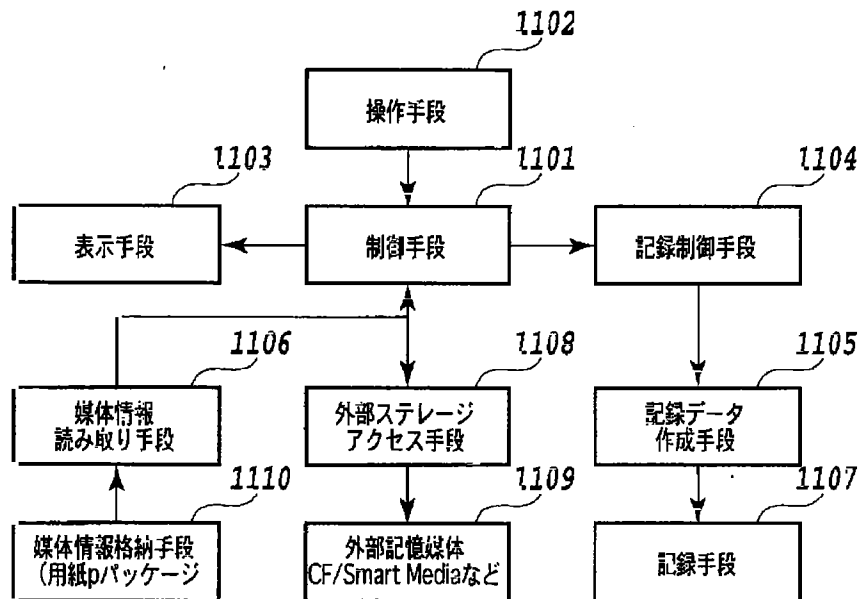 1102
操作手段
1103
1101
1104
表示手段
制御手段
記録制御手段
1106
1108
1105
媒体情報
読み取り手段
外部ステレージ
アクセス手段
記録データ
作成手段
1110
1109
1107
媒体情報格納手段
(用紙pパッケージ
外部記憶媒体
CF/Smart Mediaなど
記録手段